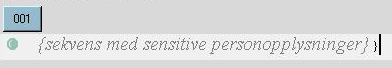 001
{sekvens med sensitive personopplysninger} }